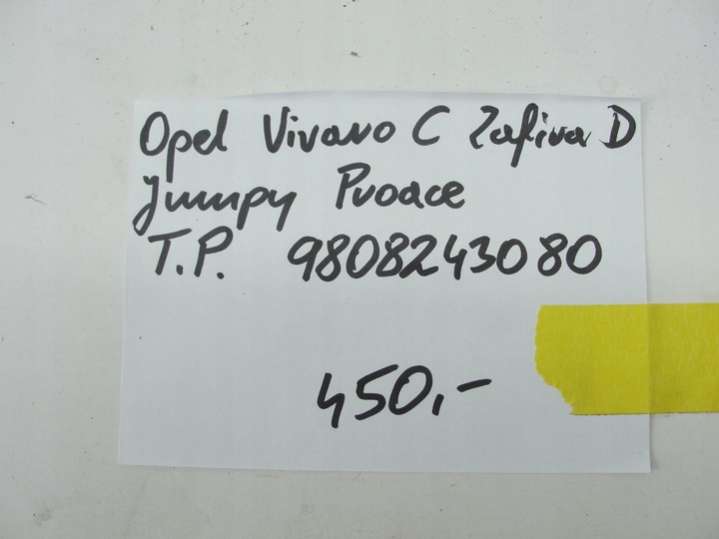 Opel Vivaro C Zafira D
Jumpy Proace
T.P. 9808243080
450,-